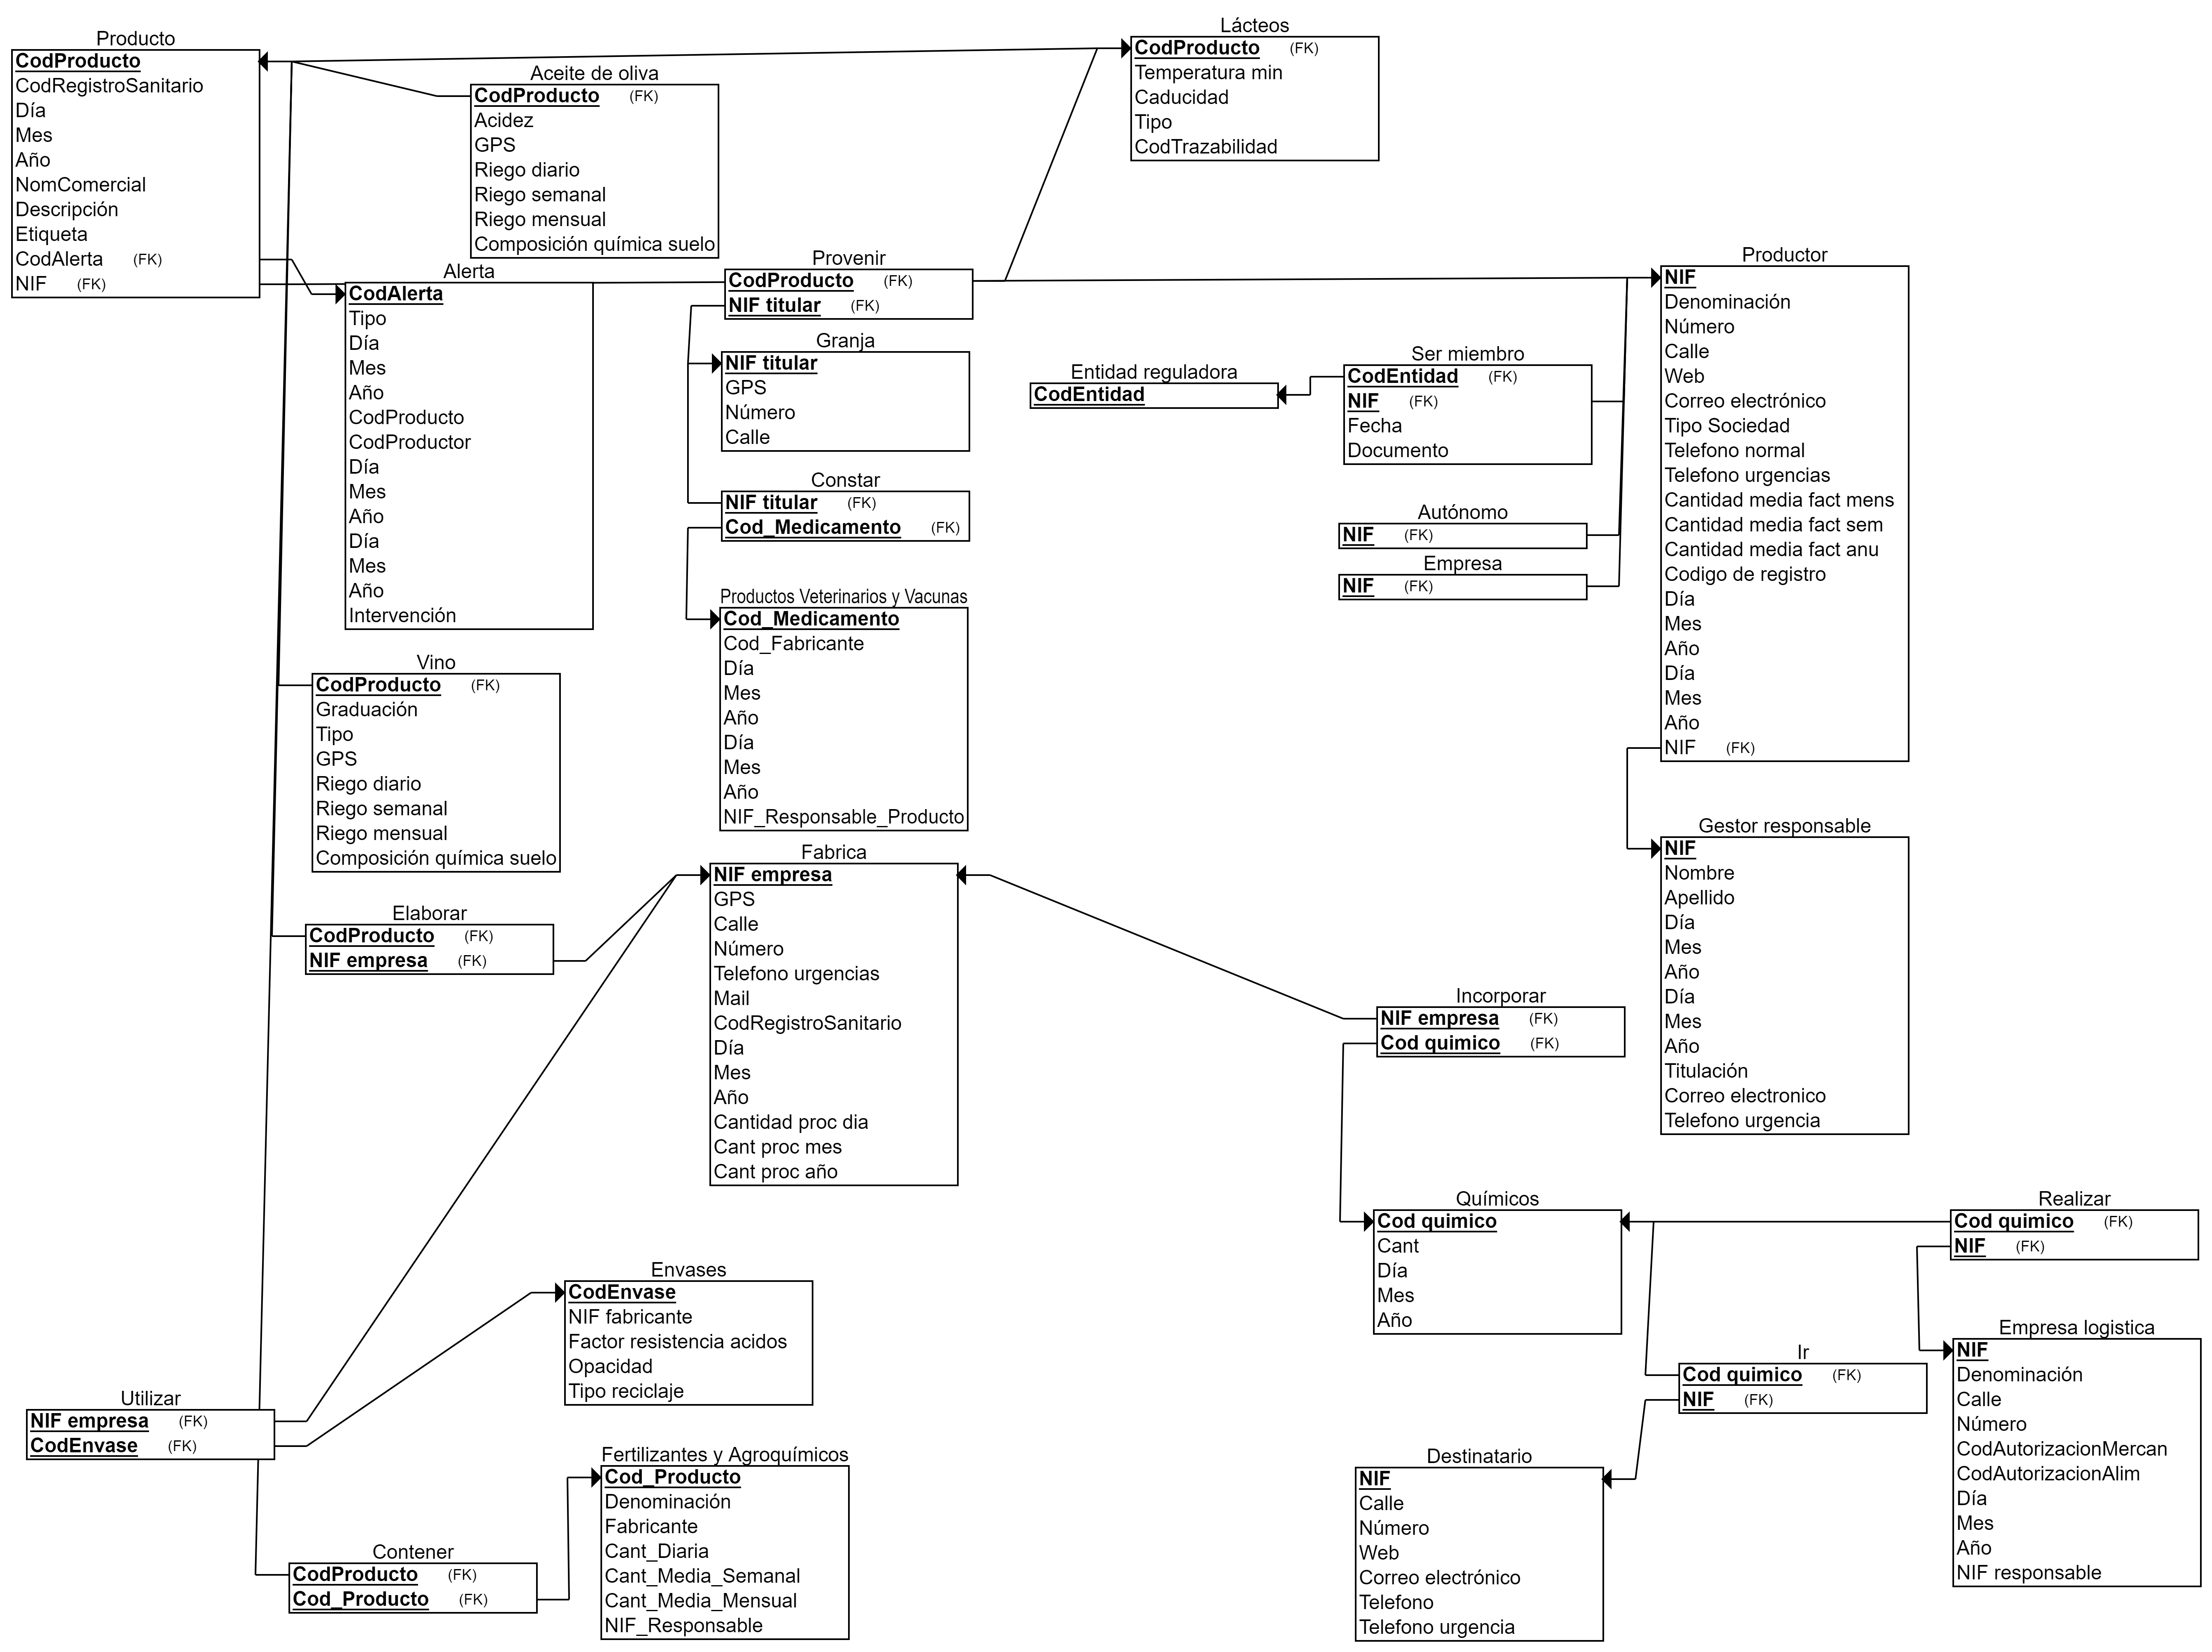 Producto
CodProducto
CodRegistroSanitario
Día
Mes
Año
NomComercial
Descripción
Etiqueta
CodAlerta (FK)
NIF (FK)
Aceite de oliva
CodProducto (FK)
Acidez
GPS
Riego diario
Riego semanal
Riego mensual
Composición química suelo
Lácteos
CodProducto (FK)
Temperatura min
Caducidad
Tipo
CodTrazabilidad
Alerta
CodAlerta
Tipo
Día
Mes
Año
CodProducto
CodProductor
Día
Mes
Año
Día
Mes
Año
Intervención
Provenir
CodProducto (FK)
NIF titular (FK)
Granja
NIF titular
GPS
Número
Calle
Constar
NIF titular (FK)
Cod_Medicamento (FK)
Productos Veterinarios y Vacunas
Cod_Medicamento
Cod_Fabricante
Día
Mes
Año
Día
Mes
Año
NIF_Responsable_Producto
Entidad reguladora
CodEntidad
Ser miembro
CodEntidad (FK)
NIF (FK)
Fecha
Documento
Autónomo
NIF (FK)
Empresa
NIF (FK)
Productor
NIF
Denominación
Número
Calle
Web
Correo electrónico
Tipo Sociedad
Telefono normal
Telefono urgencias
Cantidad media fact mens
Cantidad media fact sem
Cantidad media fact anu
Codigo de registro
Día
Mes
Año
Día
Mes
Año
NIF (FK)
Gestor responsable
NIF
Nombre
Apellido
Día
Mes
Año
Día
Mes
Año
Titulación
Correo electronico
Telefono urgencia
Vino
CodProducto (FK)
Graduación
Tipo
GPS
Riego diario
Riego semanal
Riego mensual
Composición química suelo
Elaborar
CodProducto (FK)
NIF empresa (FK)
Fabrica
NIF empresa
GPS
Calle
Número
Telefono urgencias
Mail
CodRegistroSanitario
Día
Mes
Año
Cantidad proc dia
Cant proc mes
Cant proc año
Incorporar
NIF empresa (FK)
Cod quimico (FK)
Químicos
Cod quimico
Cant
Día
Mes
Año
Realizar
Cod quimico (FK)
NIF (FK)
Envases
CodEnvase
NIF fabricante
Factor resistencia acidos
Opacidad
Tipo reciclaje
Utilizar
NIF empresa (FK)
CodEnvase (FK)
Fertilizantes y Agroquímicos
Cod_Producto
Denominación
Fabricante
Cant_Diaria
Cant_Media_Semanal
Cant_Media_Mensual
NIF_Responsable
Contener
CodProducto (FK)
Cod_Producto (FK)
Ir
Cod quimico (FK)
NIF (FK)
Destinatario
NIF
Calle
Número
Web
Correo electrónico
Telefono
Telefono urgencia
Empresa logistica
NIF
Denominación
Calle
Número
CodAutorizacionMercan
CodAutorizacionAlim
Día
Mes
Año
NIF responsable